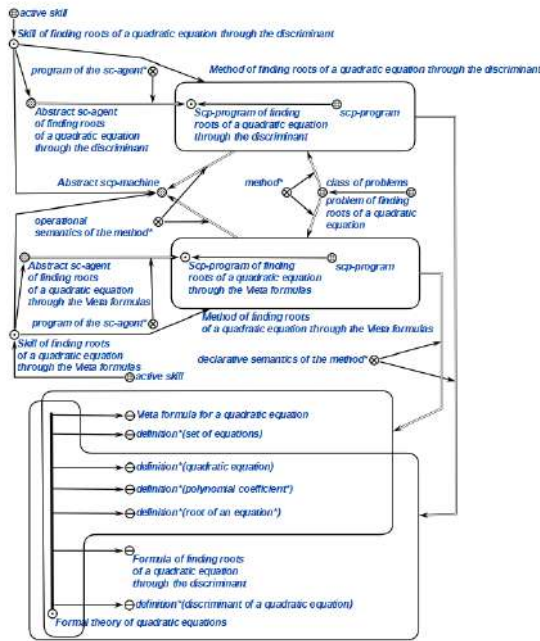 active skill
Skill of finding roots of a quadratic equation through the discriminant
program of the sc-agent*
Method of finding roots of a quadratic equation through the discriminant
Abstract sc-agent
of finding roots
of a quadratic equation
through the discriminant
Scp-program of finding
roots of a quadratic equation
through the discriminant
scp-program
Abstract scp-machine
method*
class of problems
problem of finding
roots of a quadratic
equation
operational
semantics of the method*
Abstract sc-agent
of finding roots
of a quadratic equation
through the Vieta formulas
Scp-program of finding
roots of a quadratic equation
through the Vieta formulas
scp-program
program of the sc-agent*
Method of finding roots
of a quadratic equation through the Vieta formulas
Skill of finding roots
of a quadratic equation
through the Vieta formulas
declarative semantics of the method*
active skill
Vieta formula for a quadratic equation
definition*(set of equations)
definition*(quadratic equation)
definition*(polynomial coefficient*)
definition*(root of an equation*)
Formula of finding roots
of a quadratic equation
through the discriminant
definition*(discriminant of a quadratic equation)
Formal theory of quadratic equations